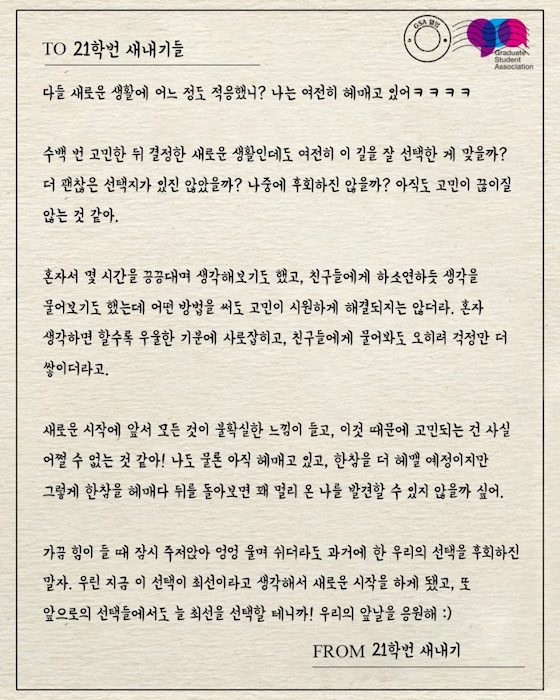 GSA 알인
Graduate
Student
Association
TO 21학번 새내기들
다들 새로운 생활에 어느 정도 적응했니? 나는 여전히 헤매고 있어ㅋㅋㅋㅋ
수백 번 고민한 뒤 결정한 새로운 생활인데도 여전히 이 길을 잘 선택한 게 맞을까?
더 괜찮은 선택지가 있진 않았을까? 나중에 후회하진 않을까? 아직도 고민이 끊이질
않는 것 같아.
혼자서 몇 시간을 끙끙대며 생각해보기도 했고, 친구들에게 하소연하듯 생각을
물어보기도 했는데 어떤 방법을 써도 고민이 시원하게 해결되지는 않더라. 혼자
생각하면 할수록 우울한 기분에 사로잡히고, 친구들에게 물어봐도 오히려 걱정만 더
쌓이더라고.
새로운 시작에 앞서 모든 것이 불확실한 느낌이 들고, 이것 때문에 고민되는 건 사실
어쩔 수 없는 것 같아! 나도 물론 아직 헤매고 있고, 한참을 더 헤맬 예정이지만
그렇게 한참을 헤매다 뒤를 돌아보면 꽤 멀리 온 나를 발견할 수 있지 않을까 싶어.
가끔 힘이 들 때 잠시 주저앉아 엉엉 울며 쉬더라도 과거에 한 우리의 선택을 후회하진
말자. 우린 지금 이 선택이 최선이라고 생각해서 새로운 시작을 하게 됐고, 또
앞으로의 선택들에서도 늘 최선을 선택할 테니까! 우리의 앞날을 응원해 :)
FROM 21학번 새내기